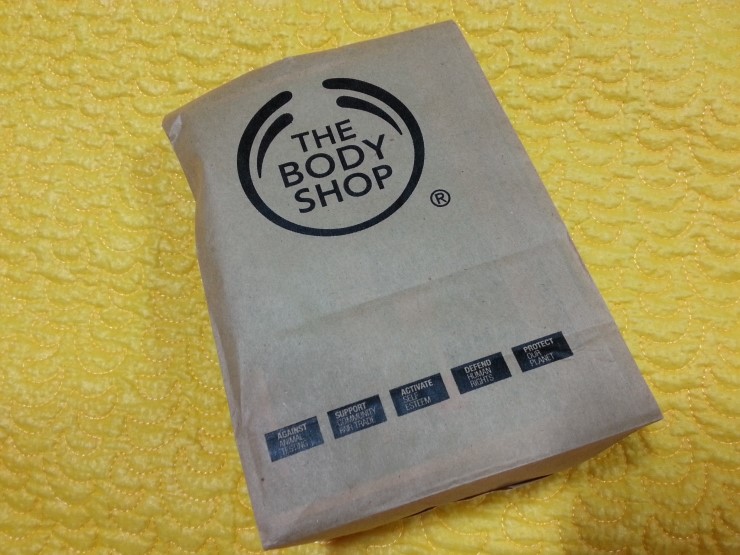 THE
BODY
SHOP
®
AGAINST
ANIMAL
TESTING
SUPPORT
COMMUNITY
FAIR TRADE
ACTIVATE
SELF
ESTEEM
DEFEND
HUMAN
RIGHTS
PROTECT
OUR
PLANET